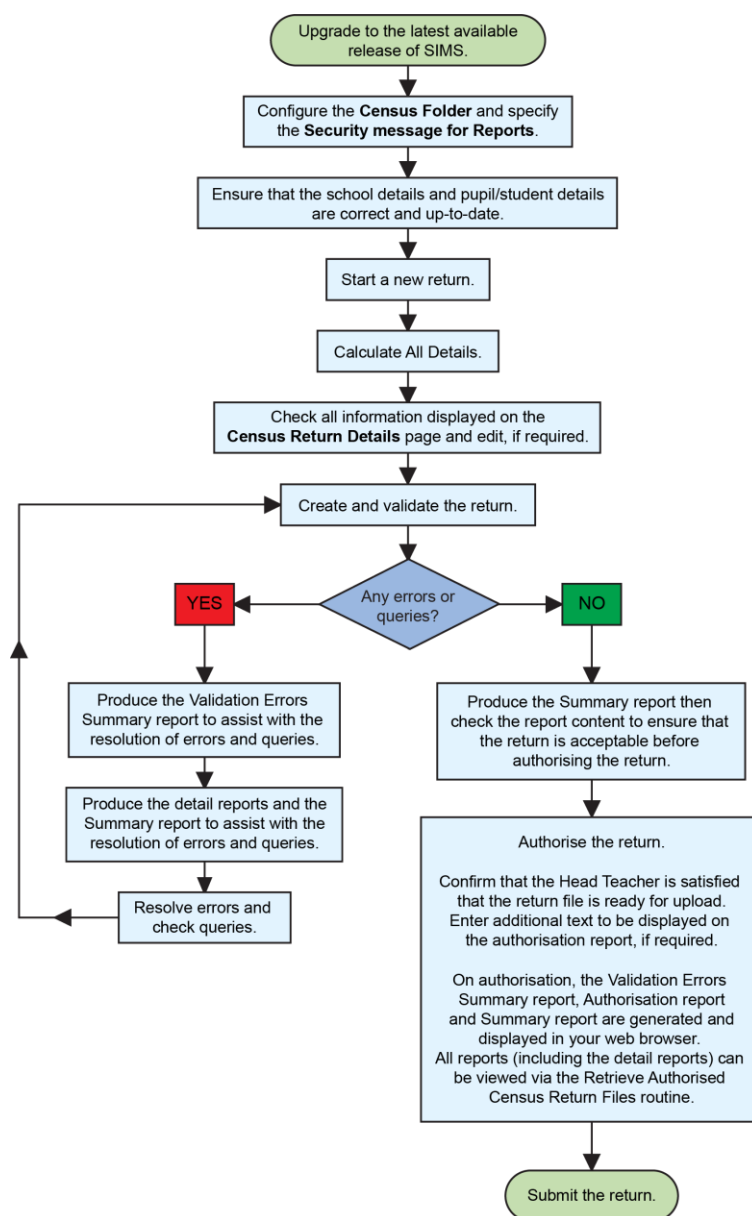 Upgrade to the latest available
release of SIMS.
Configure the Census Folder and specify
the Security message for Reports.
Ensure that the school details and pupil/student details
are correct and up-to-date.
Start a new return.
Calculate All Details.
Check all information displayed on the
Census Return Details page and edit, if required.
Create and validate the return.
Any errors or
queries?
YES
NO
Produce the Validation Errors
Summary report to assist with the
resolution of errors and queries.
Produce the detail reports and the
Summary report to assist with the
resolution of errors and queries.
Resolve errors and
check queries.
Produce the Summary report then
check the report content to ensure that
the return is acceptable before
authorising the return.
Authorise the return.
Confirm that the Head Teacher is satisfied
that the return file is ready for upload.
Enter additional text to be displayed on
the authorisation report, if required.
On authorisation, the Validation Errors
Summary report, Authorisation report
and Summary report are generated and
displayed in your web browser.
All reports (including the detail reports) can
be viewed via the Retrieve Authorised
Census Return Files routine.
Submit the return.